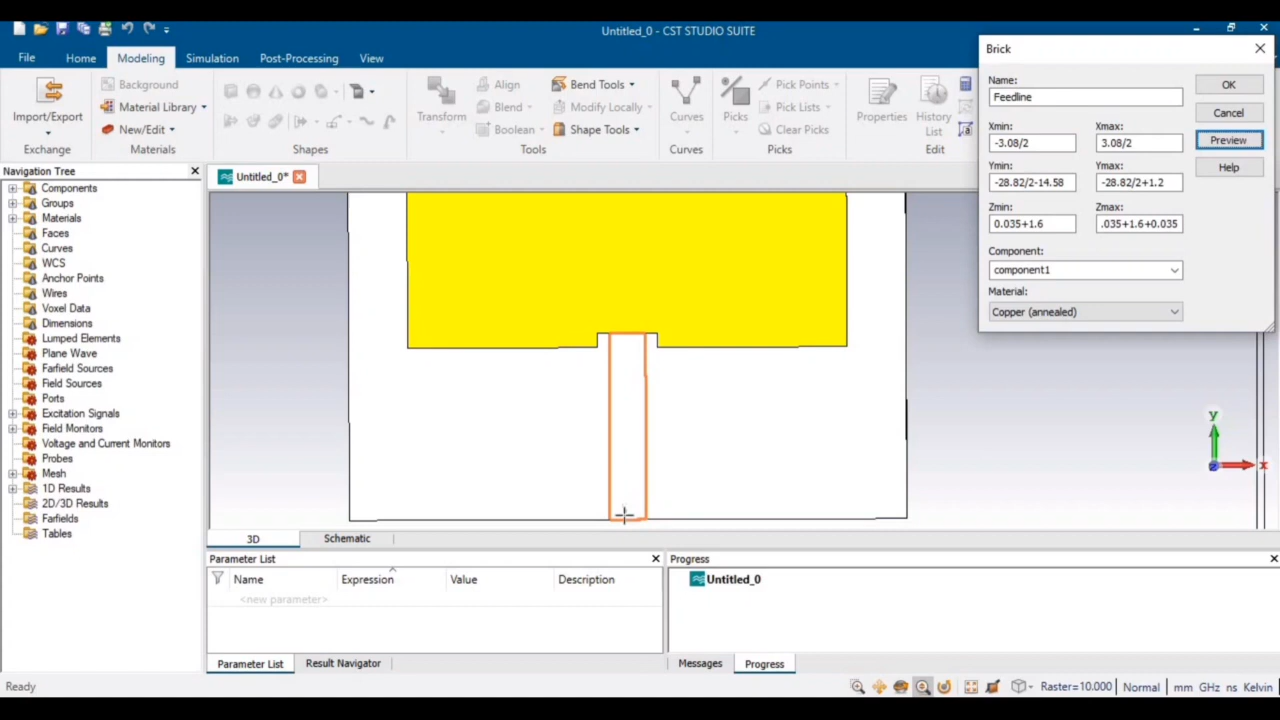 Untitled_0 - CST STUDIO SUITE
File Home Modeling Simulation Post-Processing View
Import/Export
Exchange
Background
Material Library
New/Edit
Materials
Shapes
Transform
Align
Blend
Boolean
Bend Tools
Modify Locally
Shape Tools
Tools
Curves
Curves
Picks
Pick Points
Pick Lists
Clear Picks
Picks
Properties
History
List
Edit
Brick
Name:
Feedline
Xmin: Xmax:
-3.08/2 3.08/2
Ymin: Ymax:
-28.82/2-14.58 -28.82/2+1.2
Zmin: Zmax:
0.035+1.6 .035+1.6+0.035
Component:
component1
Material:
Copper (annealed)
OK
Cancel
Preview
Help
Navigation Tree
Components
Groups
Materials
Faces
Curves
WCS
Anchor Points
Wires
Voxel Data
Dimensions
Lumped Elements
Plane Wave
Farfield Sources
Field Sources
Ports
Excitation Signals
Field Monitors
Voltage and Current Monitors
Probes
Mesh
1D Results
2D/3D Results
Farfields
Tables
Untitled_0*
y
x
3D Schematic
Parameter List
Name Expression Value Description
<new parameter>
Parameter List Result Navigator
Progress
Untitled_0
Messages Progress
Ready
Raster=10.000 Normal mm GHz ns Kelvin